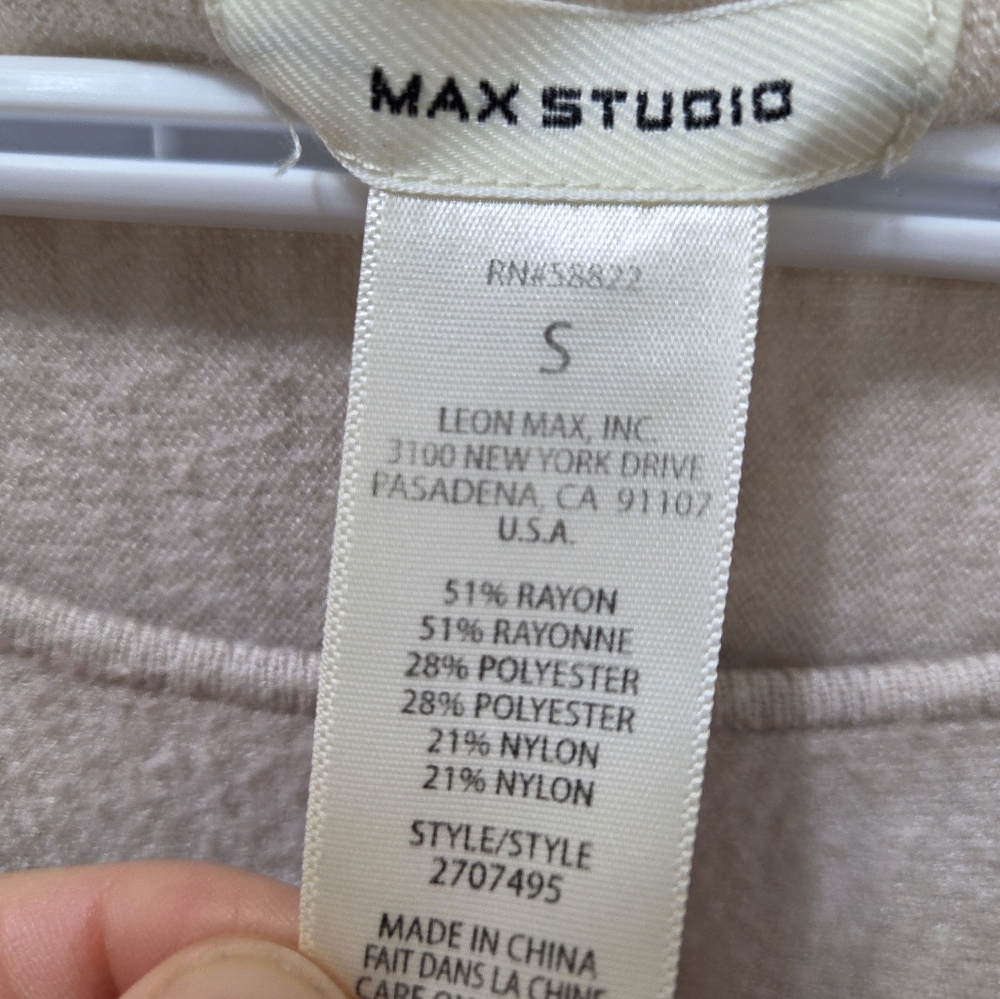 MAX STUDIO
RN#58822
S
LEON MAX, INC.
3100 NEW YORK DRIVE
PASADENA, CA 91107
U.S.A.
51% RAYON
51% RAYONNE
28% POLYESTER
28% POLYESTER
21% NYLON
21% NYLON
STYLE/STYLE
2707495
MADE IN CHINA
FAIT DANS LA CHINE
CARE